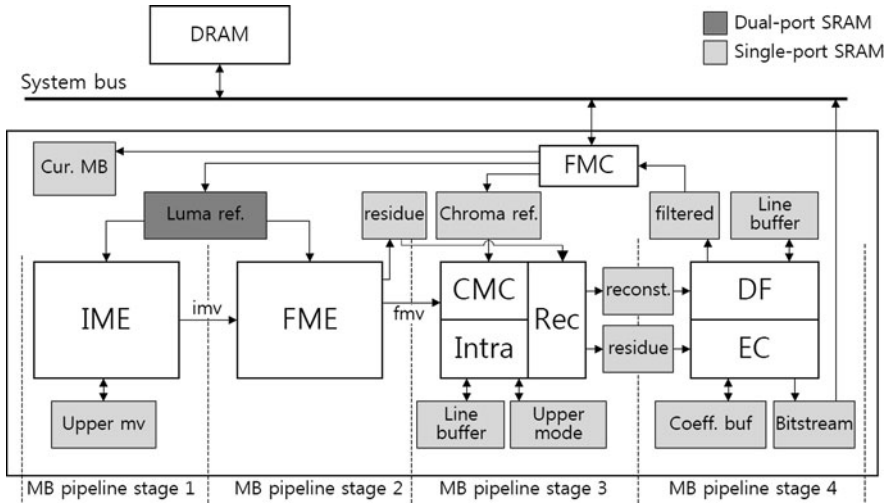 DRAM
Dual-port SRAM
Single-port SRAM
System bus
Cur. MB
FMC
Luma ref.
residue
Chroma ref.
filtered
Line
buffer
IME
imv
FME
fmv
CMC
Intra
Rec
reconst.
residue
DF
EC
Upper mv
Line
buffer
Upper
mode
Coeff. buf
Bitstream
MB pipeline stage 1
MB pipeline stage 2
MB pipeline stage 3
MB pipeline stage 4